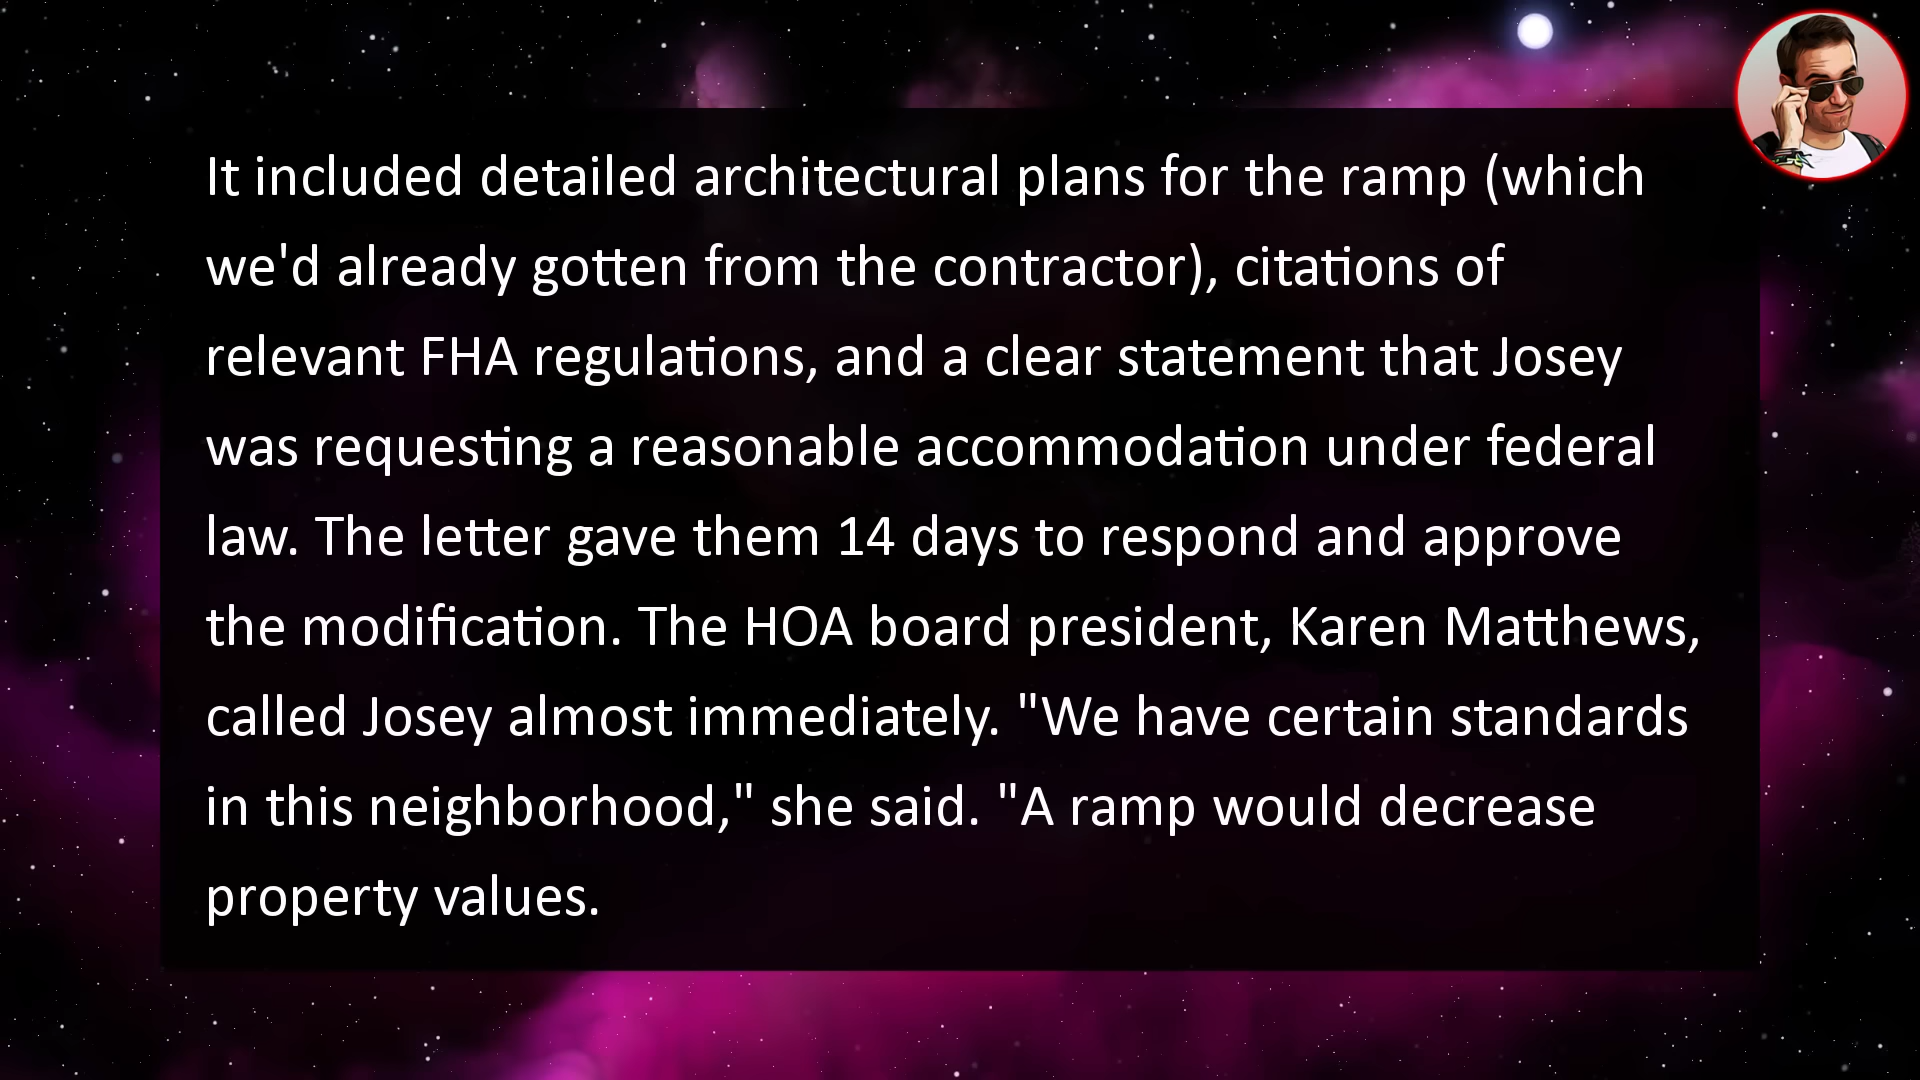 It included detailed architectural plans for the ramp (which
we'd already gotten from the contractor), citations of
relevant FHA regulations, and a clear statement that Josey
was requesting a reasonable accommodation under federal
law. The letter gave them 14 days to respond and approve
the modification. The HOA board president, Karen Matthews,
called Josey almost immediately. "We have certain standards
in this neighborhood," she said. "A ramp would decrease
property values.